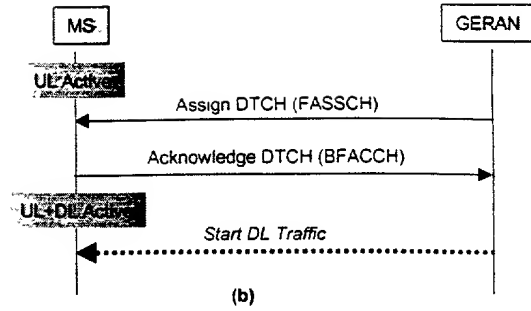 MS
GERAN
UL Active
Assign DTCH (FASSCH)
Acknowledge DTCH (BFACCH)
UL+DL Active
Start DL Traffic
(b)